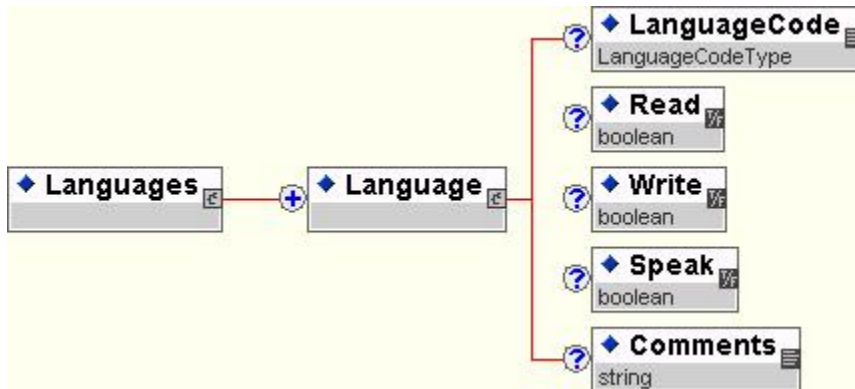 LanguageCode
LanguageCodeType
Read
boolean
Languages
Language
Write
boolean
Speak
boolean
Comments
string